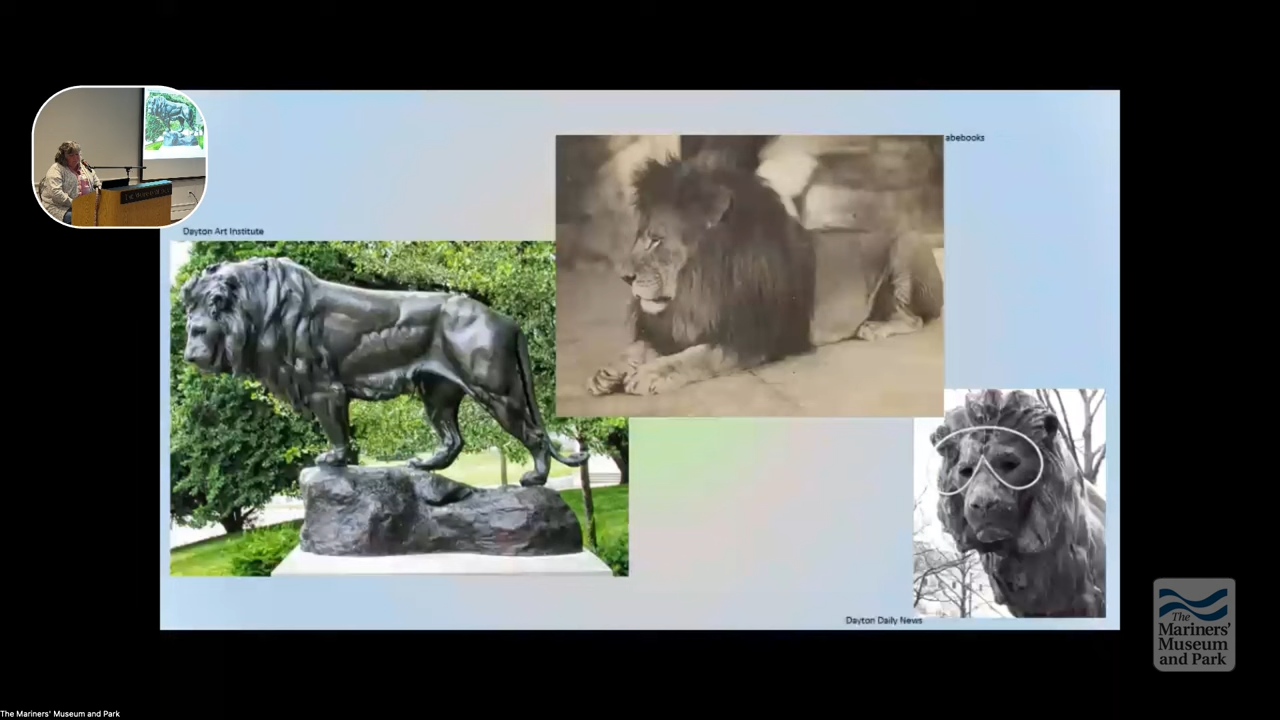 abebooks
Dayton Art Institute
Dayton Daily News
The
Mariners'
Museum
and Park
The Mariners' Museum and Park